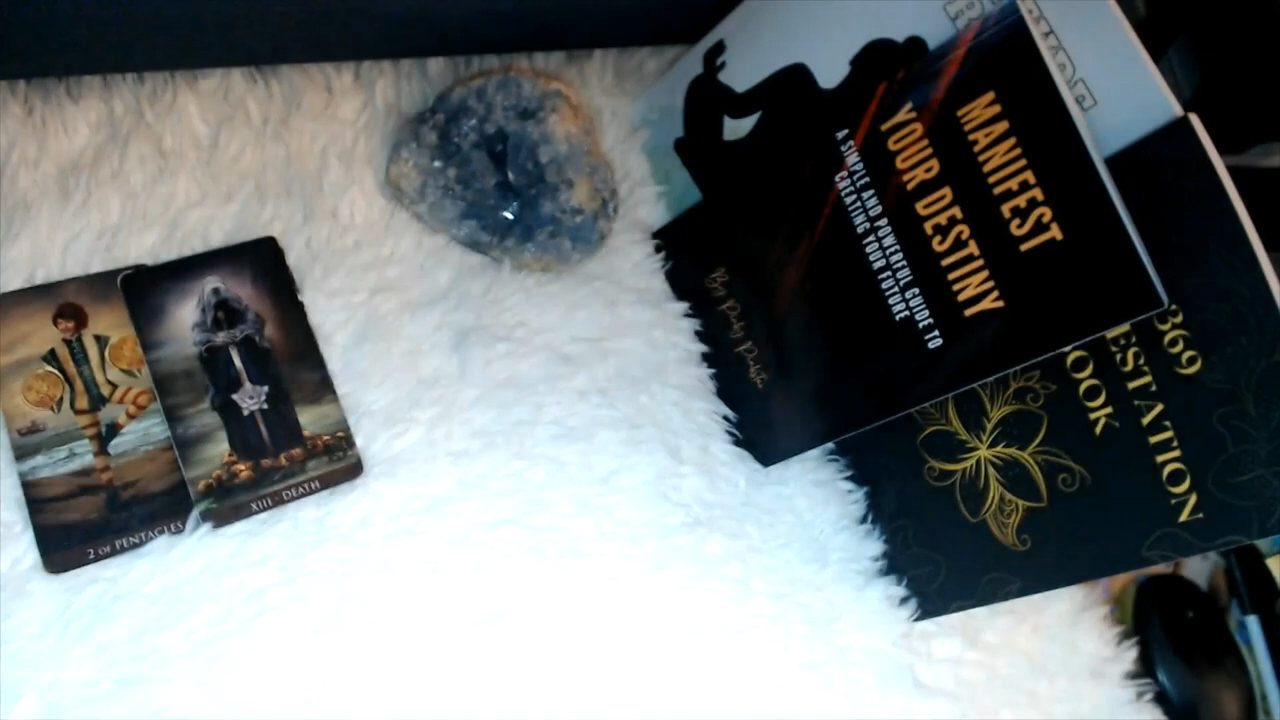 2 OF PENTACLES
XIII · DEATH
MANIFEST
YOUR DESTINY
A SIMPLE AND POWERFUL GUIDE TO
CREATING YOUR FUTURE
369
ESTATION
OOK